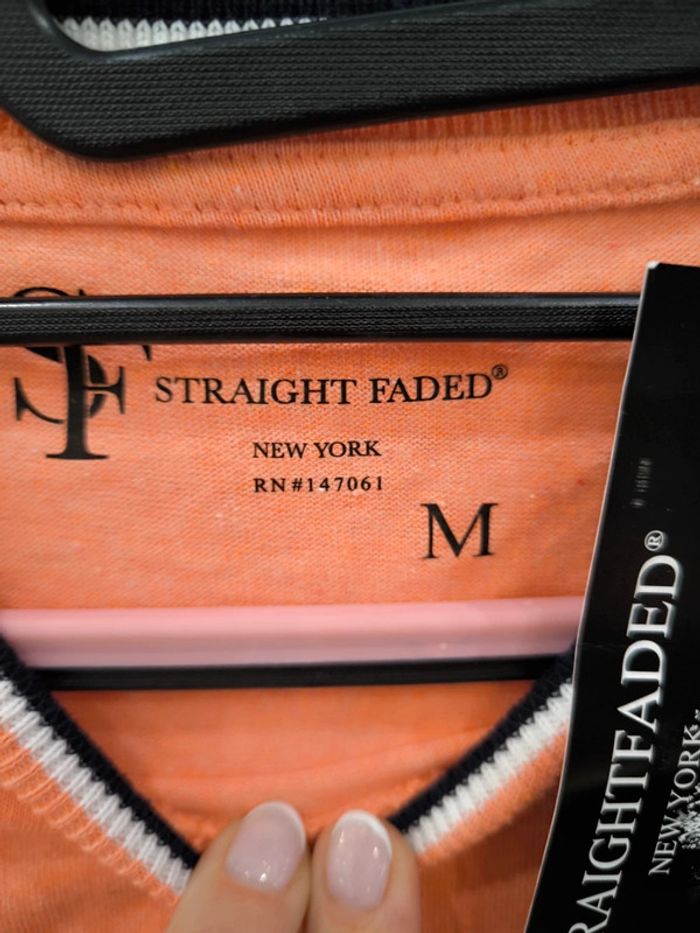 SF
STRAIGHT FADED®
NEW YORK
RN#147061
M
RAIGHTFADED®
NEW YORK